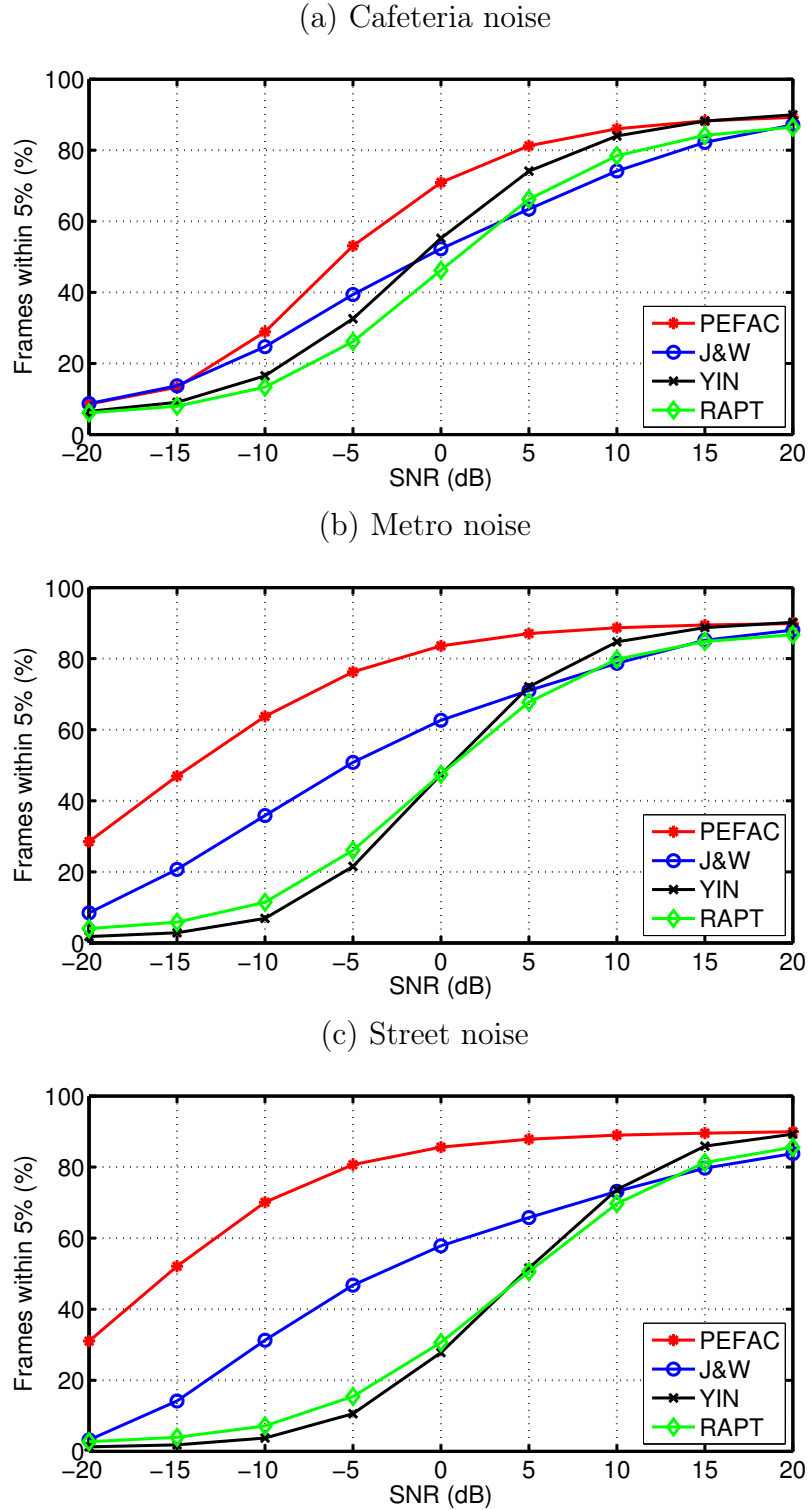 (a) Cafeteria noise
Frames within 5% (%)
100
80
60
40
20
0
−20 −15 −10 −5 0 5 10 15 20
SNR (dB)
PEFAC
J&W
YIN
RAPT
(b) Metro noise
Frames within 5% (%)
100
80
60
40
20
0
−20 −15 −10 −5 0 5 10 15 20
SNR (dB)
PEFAC
J&W
YIN
RAPT
(c) Street noise
Frames within 5% (%)
100
80
60
40
20
0
−20 −15 −10 −5 0 5 10 15 20
SNR (dB)
PEFAC
J&W
YIN
RAPT